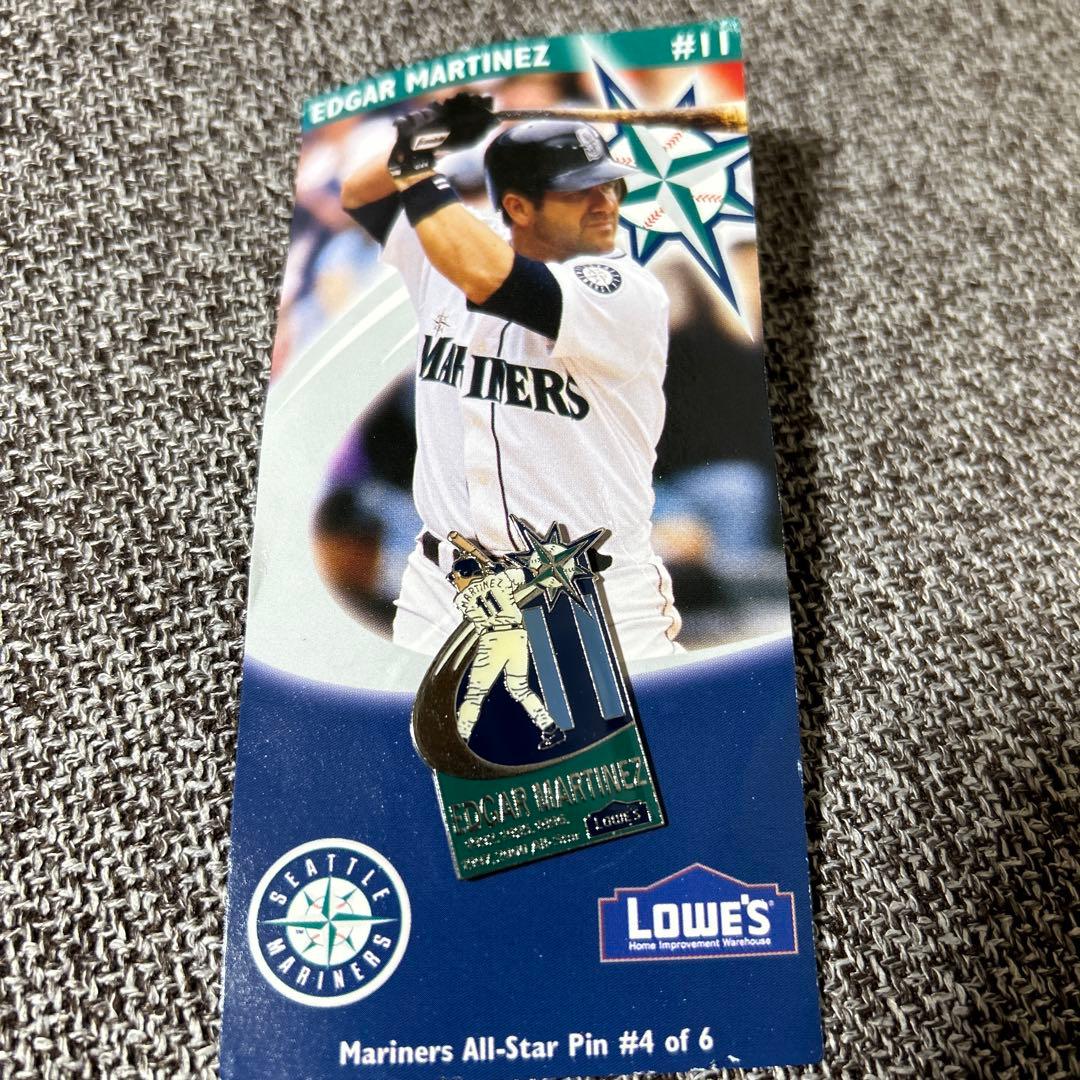 EDGAR MARTINEZ
#11
MARINERS
MARTINEZ
11
EDGAR MARTINEZ
LOWE'S
SEATTLE
MARINERS
LOWE'S
Home Improvement Warehouse
Mariners All-Star Pin #4 of 6